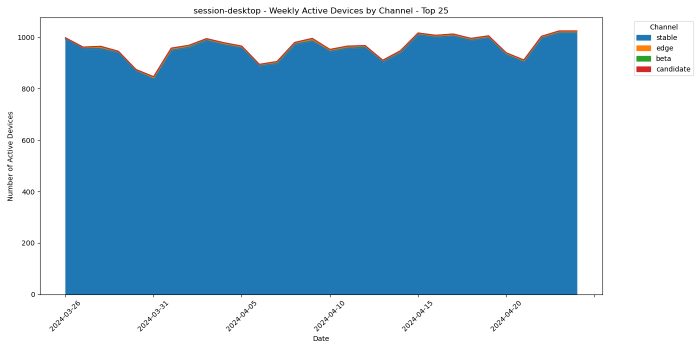 session-desktop - Weekly Active Devices by Channel - Top 25
Number of Active Devices
1000
800
600
400
200
0
2024-03-26
2024-03-31
2024-04-05
2024-04-10
2024-04-15
2024-04-20
Date
Channel
stable
edge
beta
candidate